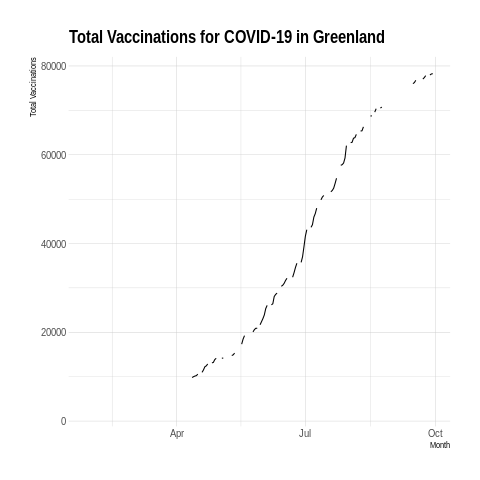 Total Vaccinations for COVID-19 in Greenland
Total Vaccinations
80000
60000
40000
20000
0
Apr Jul Oct
Month